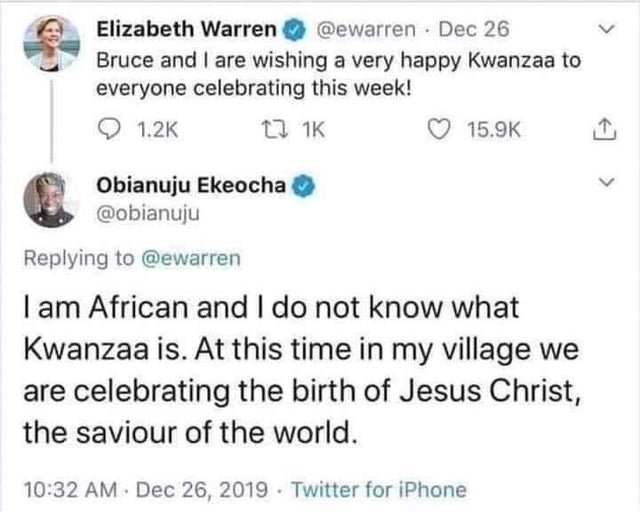 Elizabeth Warren @ewarren · Dec 26
Bruce and I are wishing a very happy Kwanzaa to
everyone celebrating this week!
1.2K 1K 15.9K
Obianuju Ekeocha
@obianuju
Replying to @ewarren
I am African and I do not know what
Kwanzaa is. At this time in my village we
are celebrating the birth of Jesus Christ,
the saviour of the world.
10:32 AM · Dec 26, 2019 · Twitter for iPhone